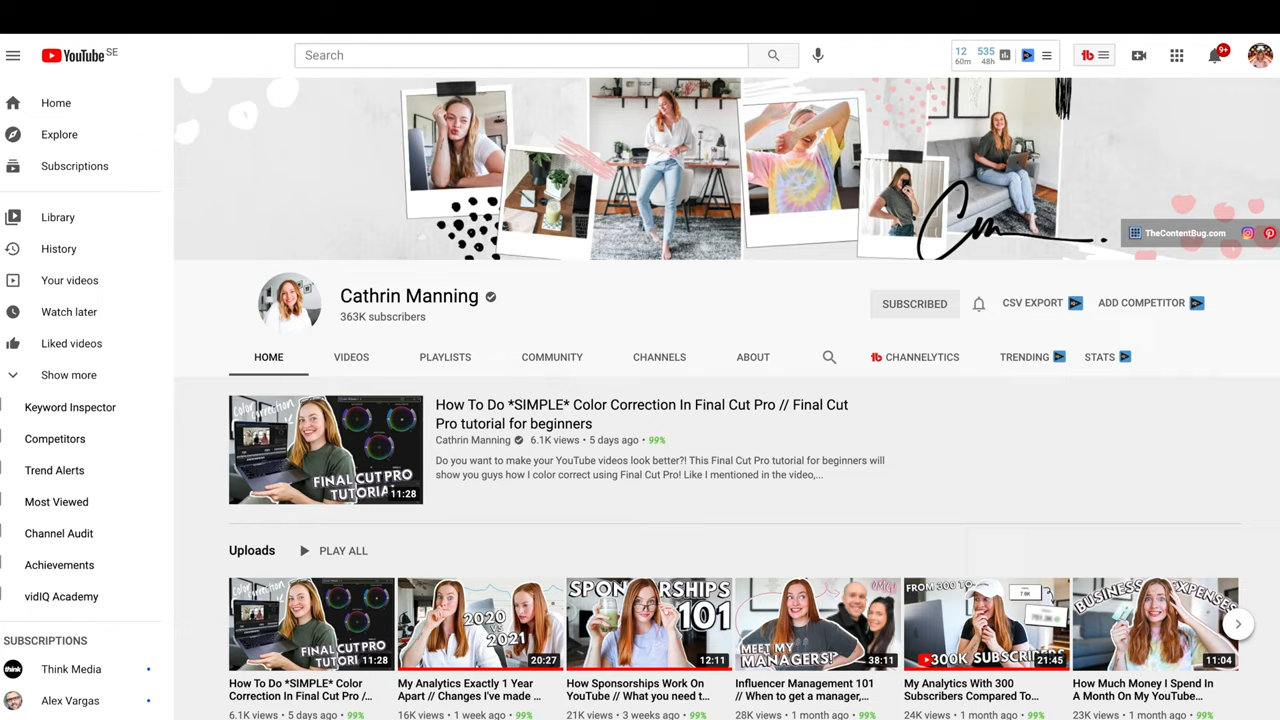 YouTube SE
Search
12 535
60m 48h
9+
Home
Explore
Subscriptions
Library
History
Your videos
Watch later
Liked videos
Show more
Keyword Inspector
Competitors
Trend Alerts
Most Viewed
Channel Audit
Achievements
vidIQ Academy
SUBSCRIPTIONS
think
Think Media
Alex Vargas
TheContentBug.com
Cathrin Manning
363K subscribers
SUBSCRIBED
CSV EXPORT
ADD COMPETITOR
HOME
VIDEOS
PLAYLISTS
COMMUNITY
CHANNELS
ABOUT
CHANNELYTICS
TRENDING
STATS
Color
Correction
FINAL CUT PRO
TUTORIAL
11:28
How To Do *SIMPLE* Color Correction In Final Cut Pro // Final Cut
Pro tutorial for beginners
Cathrin Manning 6.1K views • 5 days ago • 99%
Do you want to make your YouTube videos look better?! This Final Cut Pro tutorial for beginners will
show you guys how I color correct using Final Cut Pro! Like I mentioned in the video,...
Uploads
PLAY ALL
Color
Correction
FINAL CUT PRO
11:28
How To Do *SIMPLE* Color
Correction In Final Cut Pro /...
6.1K views • 5 days ago • 99%
2020
2021
20:27
My Analytics Exactly 1 Year
Apart // Changes I've made ...
16K views • 1 week ago • 99%
SPONSORSHIPS
101
12:11
How Sponsorships Work On
YouTube // What you need t...
21K views • 3 weeks ago • 99%
OMG!
MEET MY
MANAGERS!
38:11
Influencer Management 101
// When to get a manager,...
28K views • 1 month ago • 99%
FROM 300 TO
7.8K
300K SUBSCRIBERS
21:45
My Analytics With 300
Subscribers Compared To...
24K views • 1 month ago • 99%
BUSINESS EXPENSES
11:04
How Much Money I Spend In
A Month On My YouTube...
23K views • 1 month ago • 99%